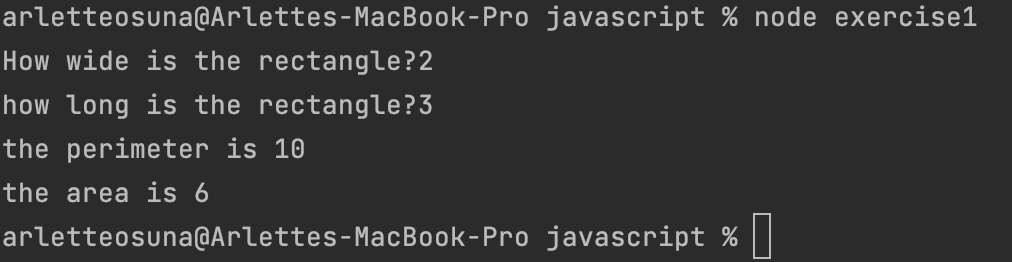 arletteosuna@Arlettes-MacBook-Pro javascript % node exercise1
How wide is the rectangle?2
how long is the rectangle?3
the perimeter is 10
the area is 6
arletteosuna@Arlettes-MacBook-Pro javascript %